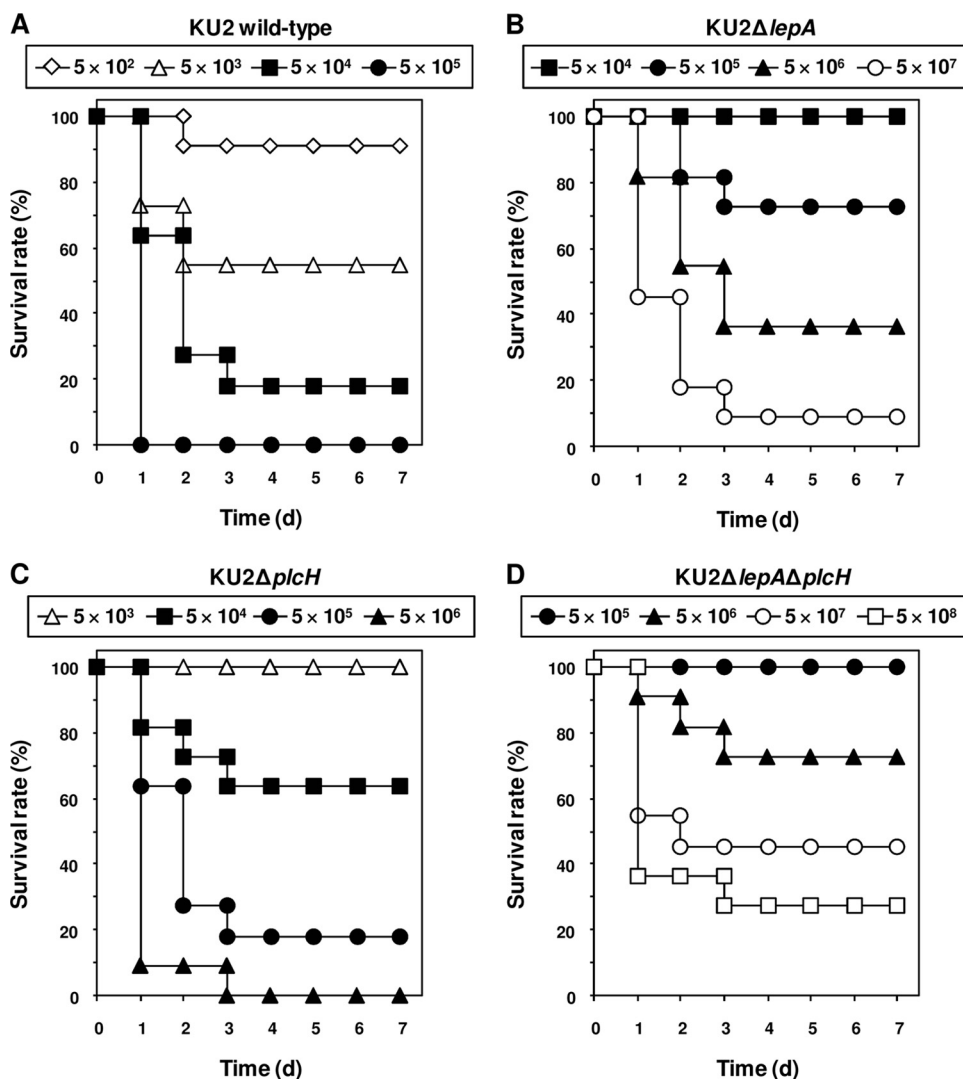 A
KU2 wild-type
5 × 10²
5 × 10³
5 × 10⁴
5 × 10⁵
Survival rate (%)
100
80
60
40
20
0
0 1 2 3 4 5 6 7
Time (d)
B
KU2ΔlepA
5 × 10⁴
5 × 10⁵
5 × 10⁶
5 × 10⁷
Survival rate (%)
100
80
60
40
20
0
0 1 2 3 4 5 6 7
Time (d)
C
KU2ΔplcH
5 × 10³
5 × 10⁴
5 × 10⁵
5 × 10⁶
Survival rate (%)
100
80
60
40
20
0
0 1 2 3 4 5 6 7
Time (d)
D
KU2ΔlepAΔplcH
5 × 10⁵
5 × 10⁶
5 × 10⁷
5 × 10⁸
Survival rate (%)
100
80
60
40
20
0
0 1 2 3 4 5 6 7
Time (d)